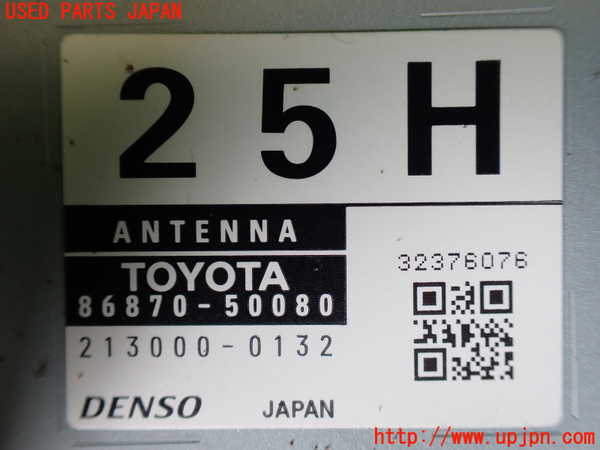 USED PARTS JAPAN
25H
ANTENNA
TOYOTA
86870-50080
32376076
213000-0132
DENSO JAPAN
http://www.upjpn.com/